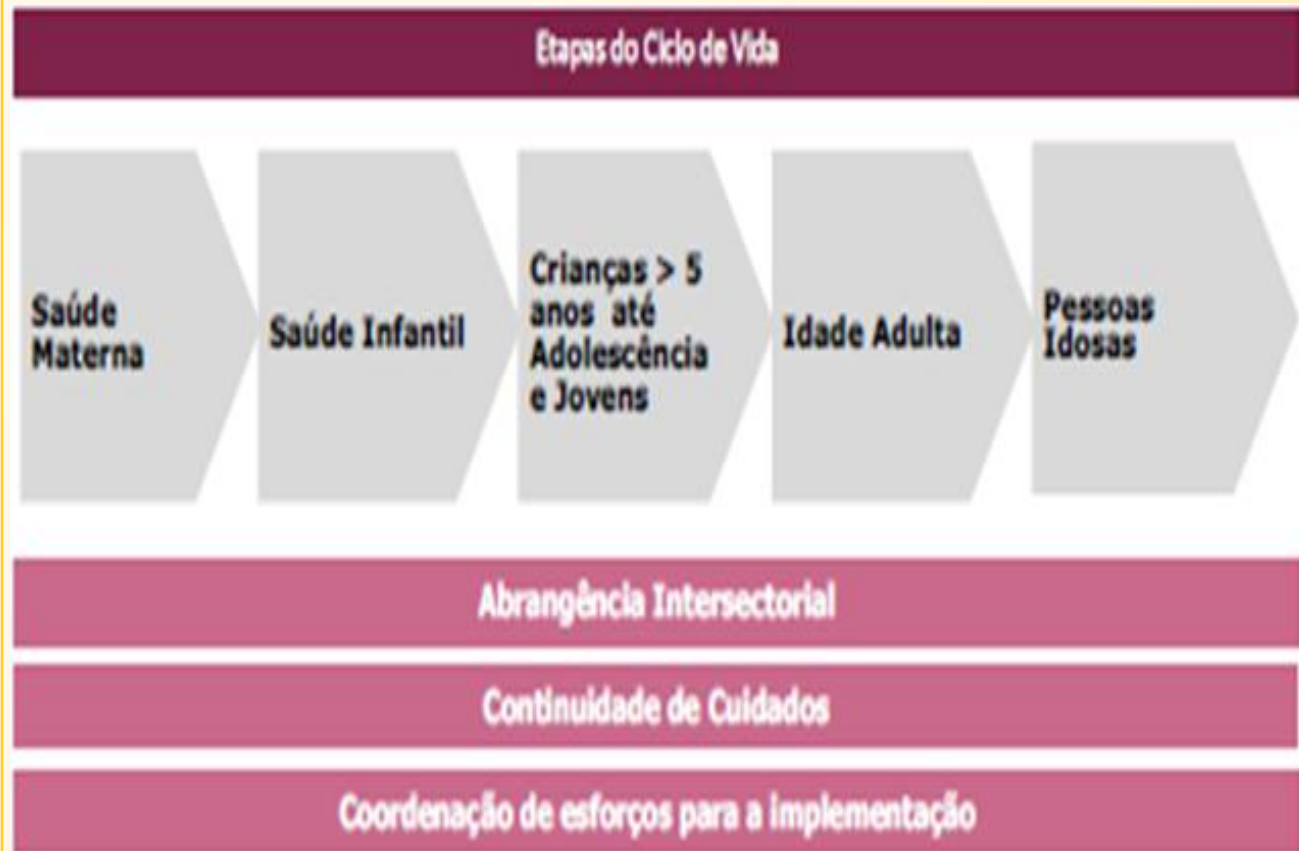 Etapas do Ciclo de Vida
Saúde
Materna
Saúde Infantil
Crianças > 5
anos até
Adolescência
e Jovens
Idade Adulta
Pessoas
Idosas
Abrangência Intersectorial
Continuidade de Cuidados
Coordenação de esforços para a implementação